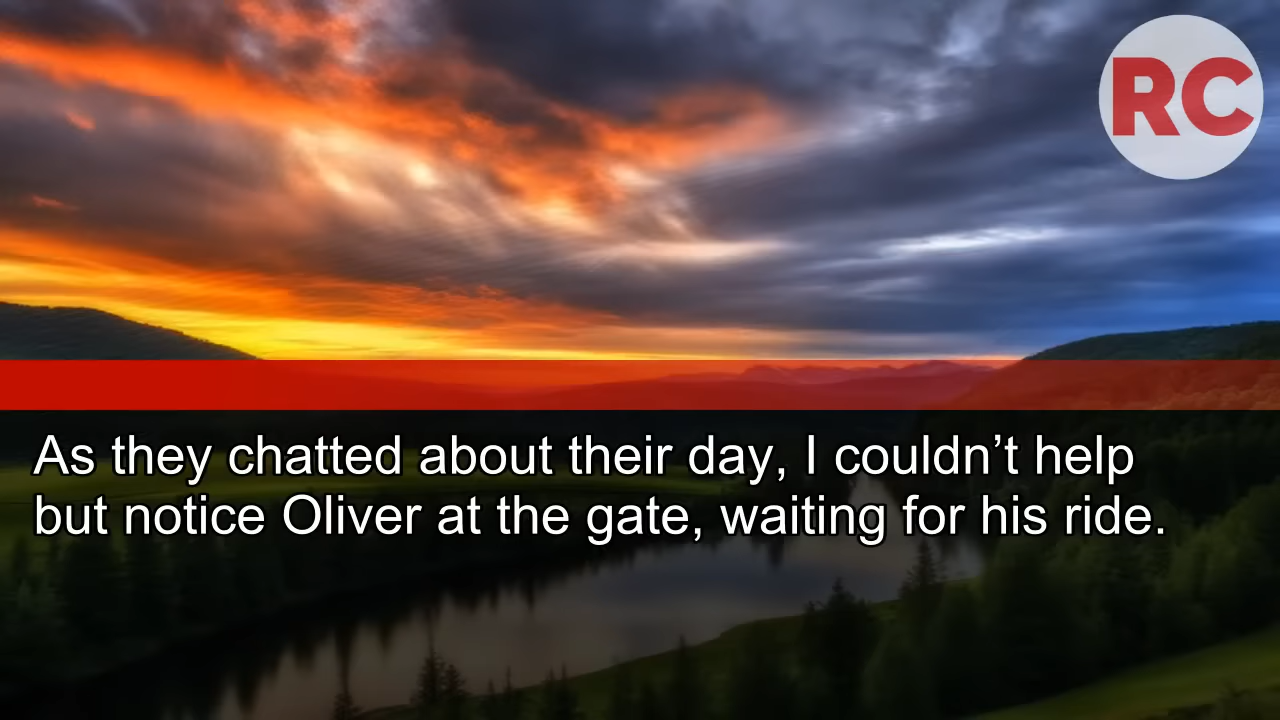 RC
As they chatted about their day, I couldn’t help
but notice Oliver at the gate, waiting for his ride.